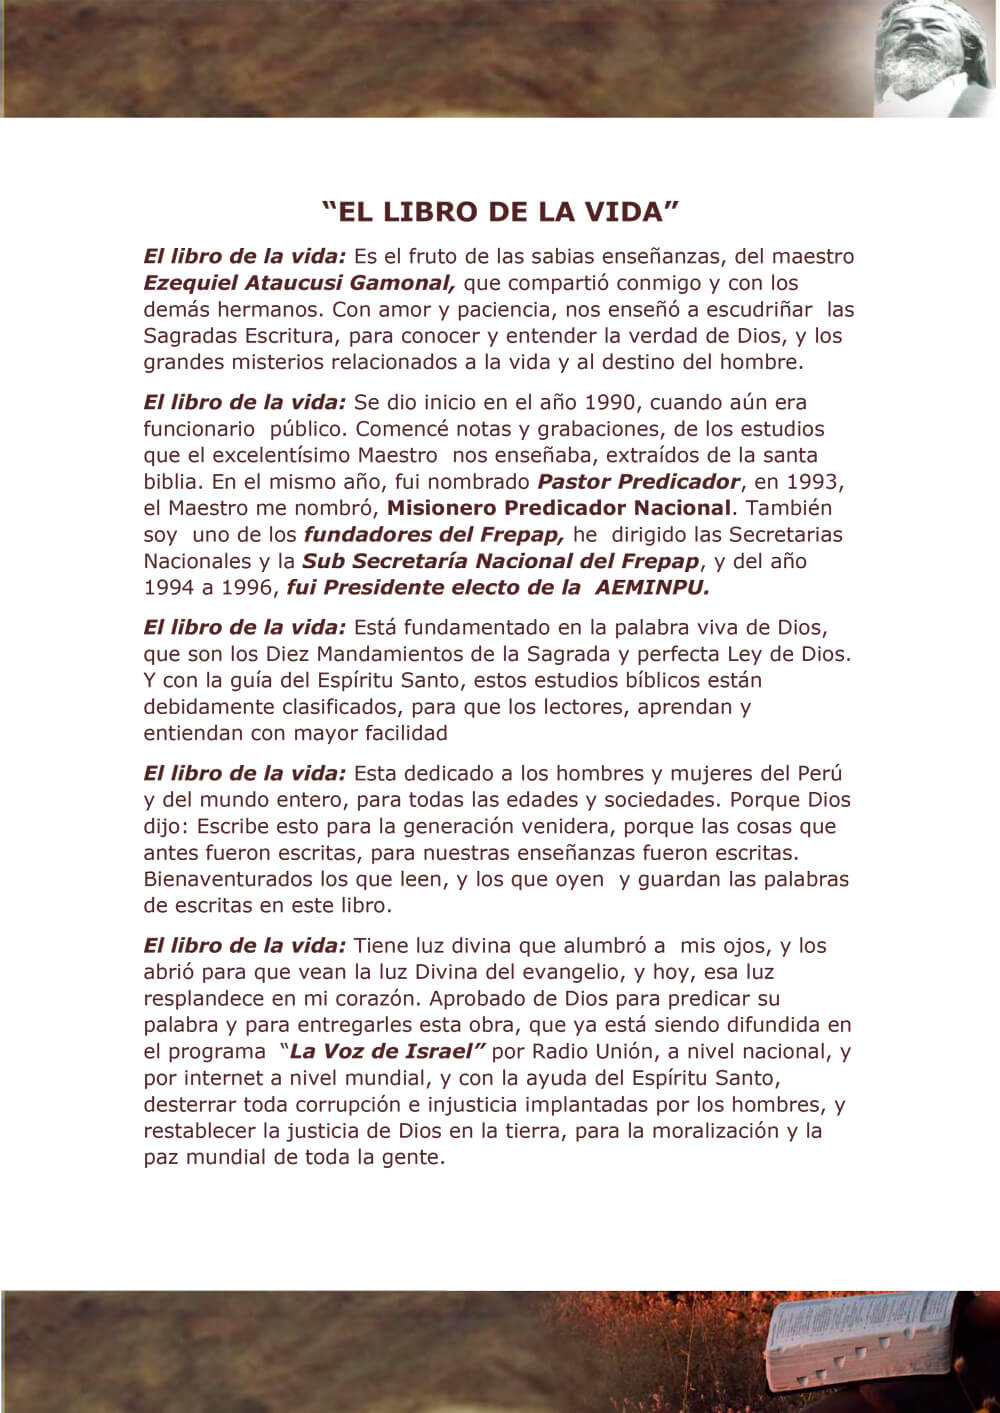 “EL LIBRO DE LA VIDA”
El libro de la vida: Es el fruto de las sabias enseñanzas, del maestro
Ezequiel Ataucusi Gamonal, que compartió conmigo y con los
demás hermanos. Con amor y paciencia, nos enseñó a escudriñar las
Sagradas Escritura, para conocer y entender la verdad de Dios, y los
grandes misterios relacionados a la vida y al destino del hombre.
El libro de la vida: Se dio inicio en el año 1990, cuando aún era
funcionario público. Comencé notas y grabaciones, de los estudios
que el excelentísimo Maestro nos enseñaba, extraídos de la santa
biblia. En el mismo año, fui nombrado Pastor Predicador, en 1993,
el Maestro me nombró, Misionero Predicador Nacional. También
soy uno de los fundadores del Frepap, he dirigido las Secretarias
Nacionales y la Sub Secretaría Nacional del Frepap, y del año
1994 a 1996, fui Presidente electo de la AEMINPU.
El libro de la vida: Está fundamentado en la palabra viva de Dios,
que son los Diez Mandamientos de la Sagrada y perfecta Ley de Dios.
Y con la guía del Espíritu Santo, estos estudios bíblicos están
debidamente clasificados, para que los lectores, aprendan y
entiendan con mayor facilidad
El libro de la vida: Esta dedicado a los hombres y mujeres del Perú
y del mundo entero, para todas las edades y sociedades. Porque Dios
dijo: Escribe esto para la generación venidera, porque las cosas que
antes fueron escritas, para nuestras enseñanzas fueron escritas.
Bienaventurados los que leen, y los que oyen y guardan las palabras
de escritas en este libro.
El libro de la vida: Tiene luz divina que alumbró a mis ojos, y los
abrió para que vean la luz Divina del evangelio, y hoy, esa luz
resplandece en mi corazón. Aprobado de Dios para predicar su
palabra y para entregarles esta obra, que ya está siendo difundida en
el programa “La Voz de Israel” por Radio Unión, a nivel nacional, y
por internet a nivel mundial, y con la ayuda del Espíritu Santo,
desterrar toda corrupción e injusticia implantadas por los hombres, y
restablecer la justicia de Dios en la tierra, para la moralización y la
paz mundial de toda la gente.